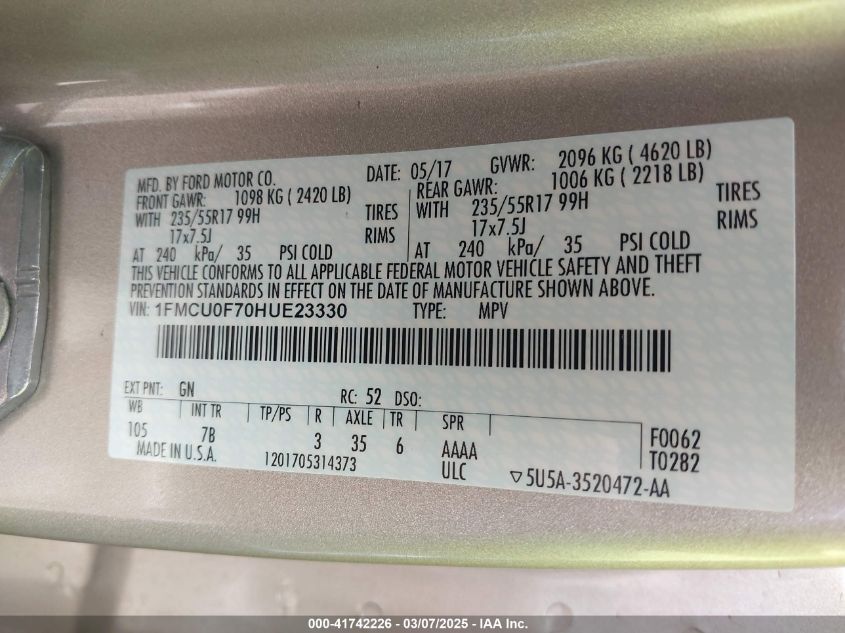 MFD. BY FORD MOTOR CO. DATE: 05/17 GVWR: 2096 KG ( 4620 LB)
FRONT GAWR: 1098 KG ( 2420 LB) REAR GAWR: 1006 KG ( 2218 LB)
WITH 235/55R17 99H TIRES WITH 235/55R17 99H TIRES
17x7.5J RIMS 17x7.5J RIMS
AT 240 kPa/ 35 PSI COLD AT 240 kPa/ 35 PSI COLD
THIS VEHICLE CONFORMS TO ALL APPLICABLE FEDERAL MOTOR VEHICLE SAFETY AND THEFT
PREVENTION STANDARDS IN EFFECT ON THE DATE OF MANUFACTURE SHOWN ABOVE.
VIN: 1FMCU0F70HUE23330 TYPE: MPV
EXT PNT: GN RC: 52 DSO:
WB INT TR TP/PS R AXLE TR SPR
105 7B 3 35 6 AAAA F0062
MADE IN U.S.A. 1201705314373 ULC T0282
▽5U5A-3520472-AA
000-41742226 - 03/07/2025 - IAA Inc.